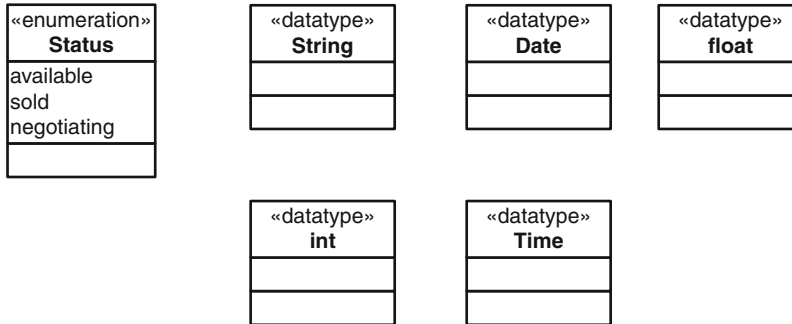 «enumeration»
Status
available
sold
negotiating
«datatype»
String
«datatype»
Date
«datatype»
float
«datatype»
int
«datatype»
Time